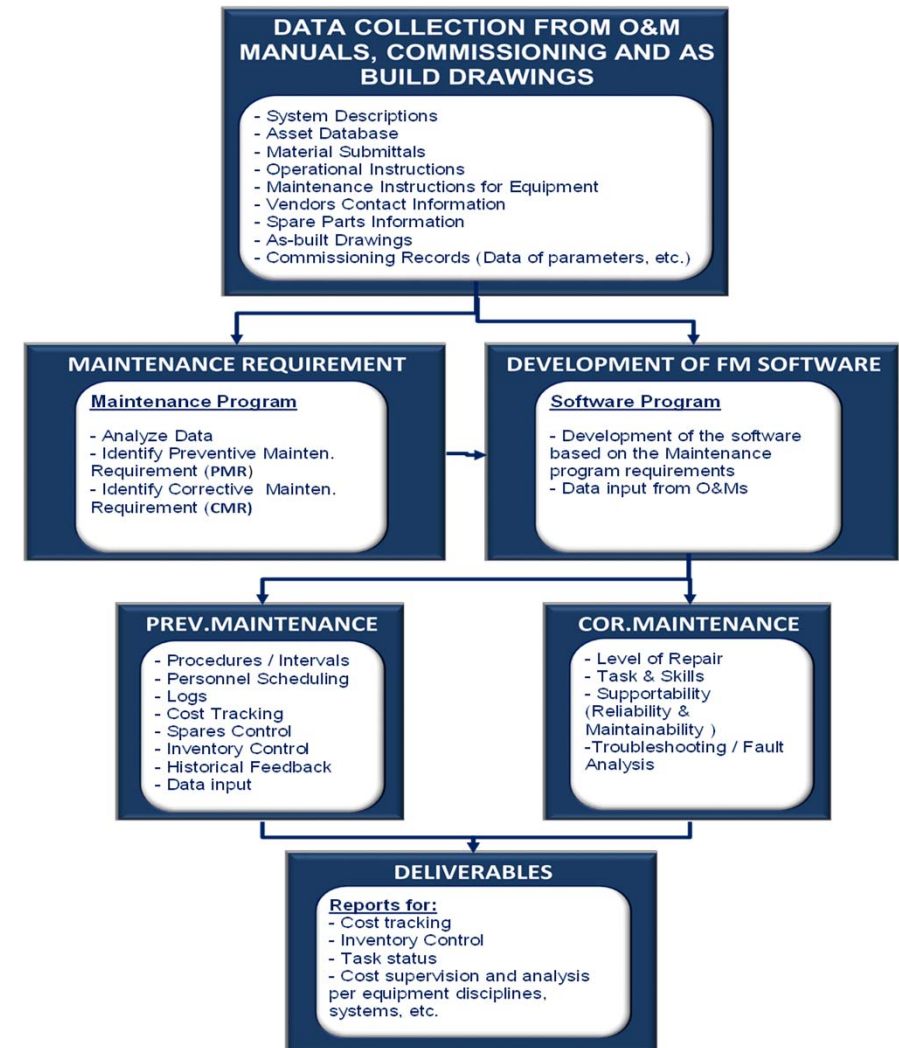 DATA COLLECTION FROM O&M
MANUALS, COMMISSIONING AND AS
BUILD DRAWINGS
- System Descriptions
- Asset Database
- Material Submittals
- Operational Instructions
- Maintenance Instructions for Equipment
- Vendors Contact Information
- Spare Parts Information
- As-built Drawings
- Commissioning Records (Data of parameters, etc.)
MAINTENANCE REQUIREMENT
Maintenance Program
- Analyze Data
- Identify Preventive Mainten.
Requirement (PMR)
- Identify Corrective Mainten.
Requirement (CMR)
DEVELOPMENT OF FM SOFTWARE
Software Program
- Development of the software
based on the Maintenance
program requirements
- Data input from O&Ms
PREV.MAINTENANCE
- Procedures / Intervals
- Personnel Scheduling
- Logs
- Cost Tracking
- Spares Control
- Inventory Control
- Historical Feedback
- Data input
COR.MAINTENANCE
- Level of Repair
- Task & Skills
- Supportability
(Reliability &
Maintainability )
-Troubleshooting / Fault
Analysis
DELIVERABLES
Reports for:
- Cost tracking
- Inventory Control
- Task status
- Cost supervision and analysis
per equipment disciplines,
systems, etc.